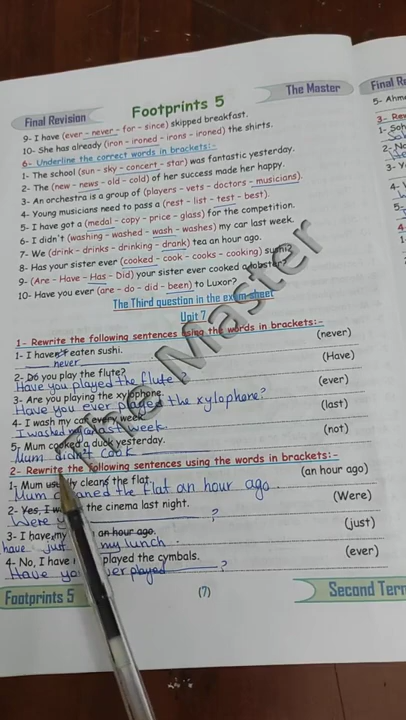 Final Revision
Footprints 5
The Master
9- I have (ever – never – for – since) skipped breakfast.
10- She has already (iron – ironed – irons – ironed) the shirts.
6- Underline the correct words in brackets:-
1- The school (sun – sky – concert – star) was fantastic yesterday.
2- The (new – news – old – cold) of her success made her happy.
3- An orchestra is a group of (players – vets – doctors – musicians).
4- Young musicians need to pass a (rest – list – test – best).
5- I have got a (medal – copy – price – glass) for the competition.
6- I didn't (washing – washed – wash – washes) my car last week.
7- We (drink – drinks – drinking – drank) tea an hour ago.
8- Has your sister ever (cooked – cook – cooks – cooking) sushi?
9- (Are – Have – Has – Did) your sister ever cooked a lobster?
10- Have you ever (are – do – did – been) to Luxor?
The Third question in the exam sheet
Unit 7
1- Rewrite the following sentences using the words in brackets:-
1- I haven't eaten sushi. (never)
never
2- Do you play the flute? (Have)
Have you played the flute?
3- Are you playing the xylophone. (ever)
Have you ever played the xylophone?
4- I wash my car every week. (last)
I washed my car last week.
5- Mum cooked a duck yesterday. (not)
Mum didn't cook
2- Rewrite the following sentences using the words in brackets:-
1- Mum usually cleans the flat. (an hour ago)
Mum cleaned the flat an hour ago
2- Yes, I the cinema last night. (Were)
Were ?
3- I have my an hour ago. (just)
have just my lunch
4- No, I have played the cymbals. (ever)
Have you ever played ?
Footprints 5
(7)
Second Term
The Master
Final
5- Ahm
3-
1- Soh